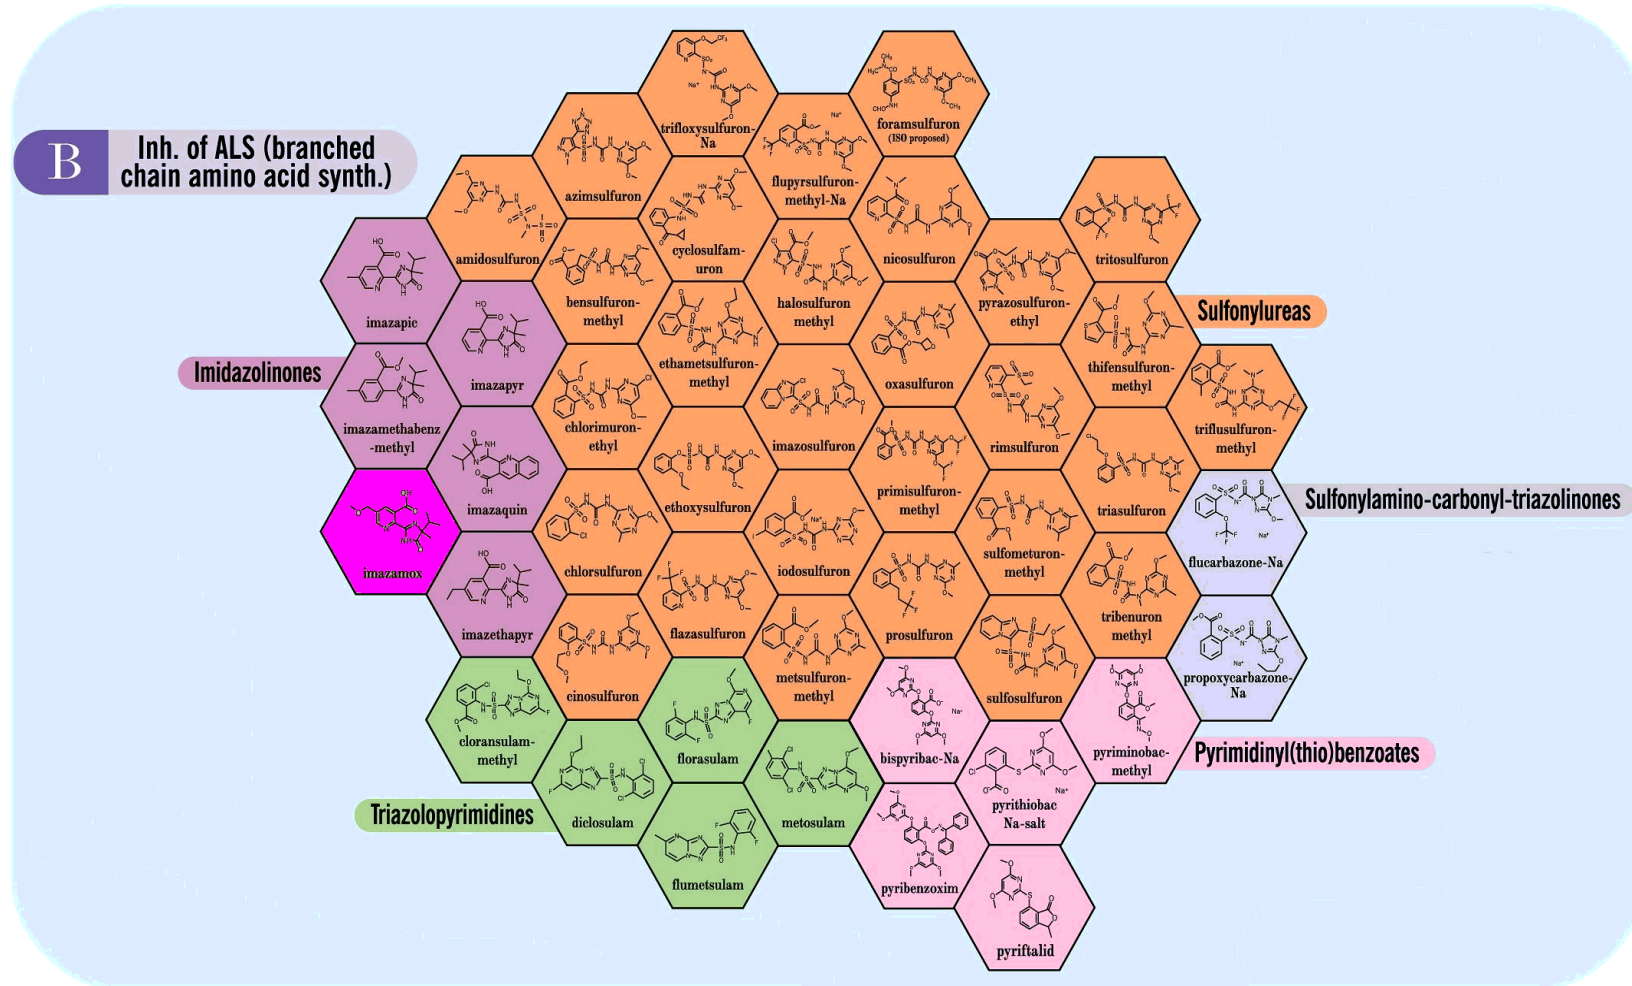 B
Inh. of ALS (branched
chain amino acid synth.)
trifloxysulfuron-
Na
foramsulfuron
(ISO proposed)
azimsulfuron
flupyrsulfuron-
methyl-Na
amidosulfuron
cyclosulfam-
uron
nicosulfuron
tritosulfuron
imazapic
bensulfuron-
methyl
halosulfuron
methyl
pyrazosulfuron-
ethyl
Sulfonylureas
Imidazolinones
imazapyr
ethametsulfuron-
methyl
oxasulfuron
thifensulfuron-
methyl
imazamethabenz
-methyl
chlorimuron-
ethyl
imazosulfuron
rimsulfuron
triflusulfuron-
methyl
imazaquin
ethoxysulfuron
primisulfuron-
methyl
triasulfuron
Sulfonylamino-carbonyl-triazolinones
imazamox
chlorsulfuron
iodosulfuron
sulfometuron-
methyl
flucarbazone-Na
imazethapyr
flazasulfuron
prosulfuron
tribenuron
methyl
cinosulfuron
metsulfuron-
methyl
sulfosulfuron
propoxycarbazone-
Na
cloransulam-
methyl
florasulam
bispyribac-Na
pyriminobac-
methyl
Pyrimidinyl(thio)benzoates
Triazolopyrimidines
diclosulam
metosulam
pyrithiobac
Na-salt
flumetsulam
pyribenzoxim
pyriftalid